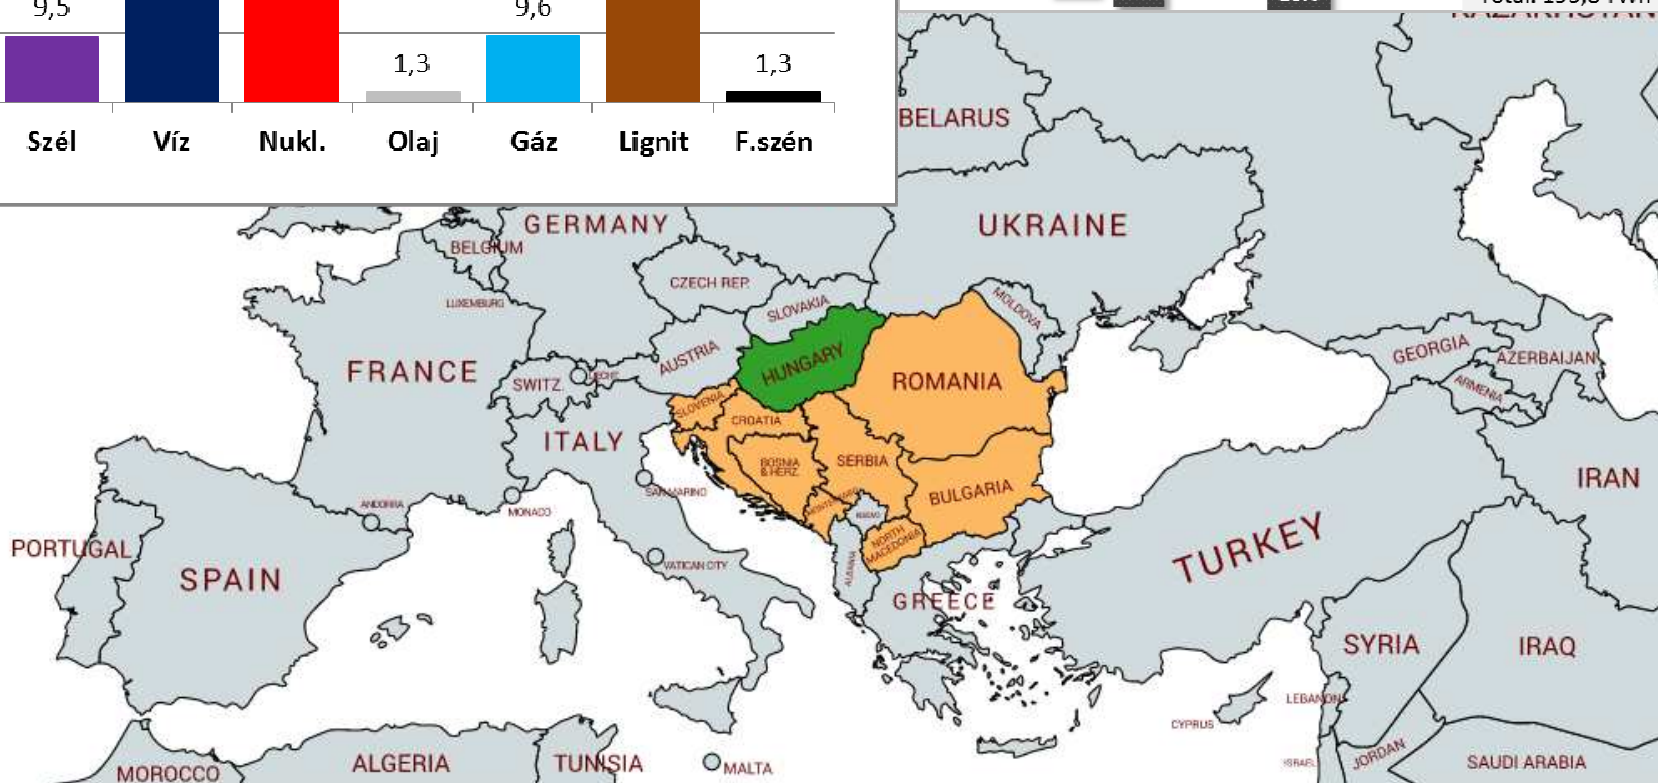 9,5
9,6
1,3
1,3
Szél
Víz
Nukl.
Olaj
Gáz
Lignit
F.szén
BELARUS
GERMANY
UKRAINE
BELGIUM
CZECH REP.
LUXEMBURG
SLOVAKIA
MOLDOVA
FRANCE
AUSTRIA
HUNGARY
ROMANIA
GEORGIA
AZERBAIJAN
SWITZ.
ARMENIA
SLOVENIA
CROATIA
ITALY
BOSNIA
& HERZ.
SERBIA
BULGARIA
IRAN
SAN MARINO
ANDORRA
MONACO
MONTENEGRO
NORTH
MACEDONIA
PORTUGAL
SPAIN
VATICAN CITY
ALBANIA
TURKEY
GREECE
SYRIA
IRAQ
LEBANON
CYPRUS
MOROCCO
ALGERIA
TUNISIA
MALTA
ISRAEL
JORDAN
SAUDI ARABIA